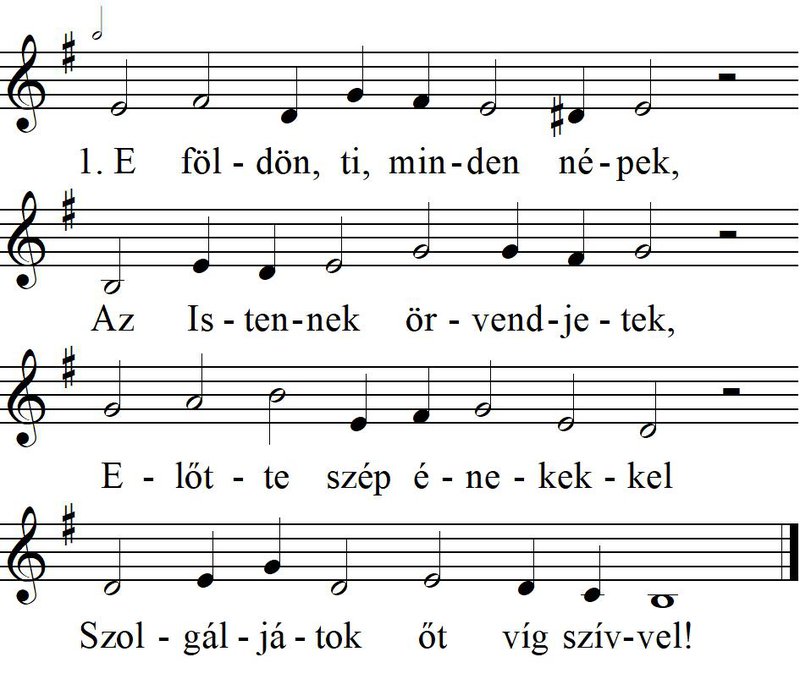 1. E föl - dön, ti, min - den né - pek,
Az Is - ten - nek ör - vend - je - tek,
E - lőt - te szép é - ne - kek - kel
Szol - gál - já - tok őt víg szív - vel!